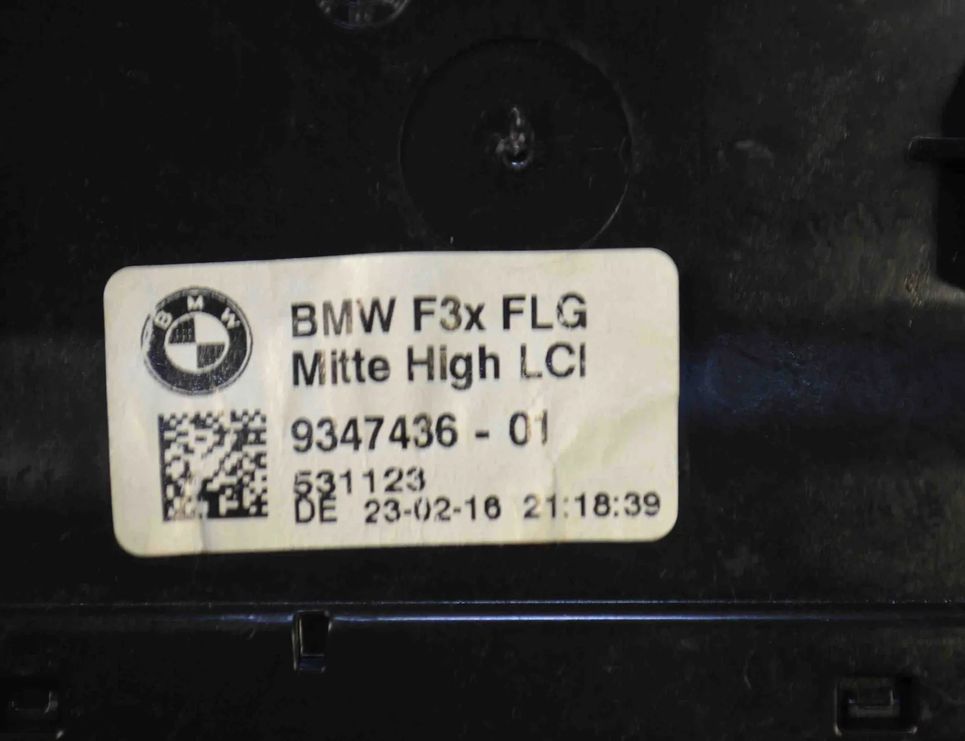 BMW
BMW F3x FLG
Mitte High LCI
9347436 - 01
531123
DE 23-02-16 21:18:39